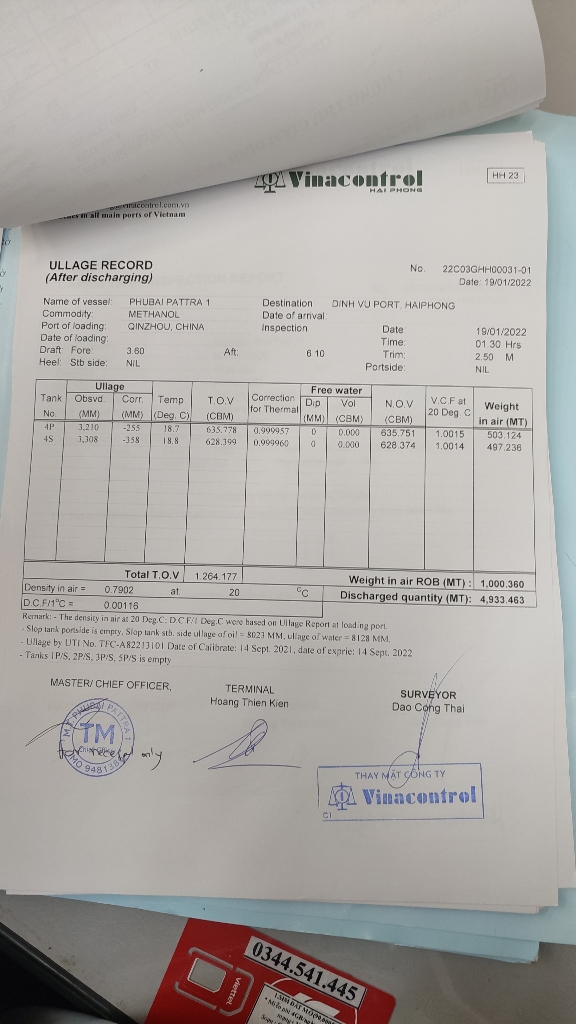 Vinacontrol
HAI PHONG
HH 23
in all main ports of Vietnam
ULLAGE RECORD
(After discharging)
No. 22C03GHH00031-01
Date: 19/01/2022
Name of vessel: PHUBAI PATTRA 1
Commodity: METHANOL
Port of loading: QINZHOU, CHINA
Date of loading:
Draft: Fore: 3.60 Aft: 6.10
Heel: Stb side: NIL
Destination DINH VU PORT, HAIPHONG
Date of arrival:
Inspection Date 19/01/2022
Time: 01.30 Hrs
Trim: 2.50 M
Portside: NIL
Tank No. Ullage Obsvd. (MM) Corr. (MM) Temp (Deg. C) T.O.V (CBM) Correction for Thermal Free water Dip (MM) Vol (CBM) N.O.V (CBM) V.C.F at 20 Deg. C Weight in air (MT)
4P 3,210 -255 18.7 635.778 0.999957 0 0.000 635.751 1.0015 503.124
4S 3,308 -358 18.8 628.399 0.999960 0 0.000 628.374 1.0014 497.236
Total T.O.V 1.264.177 Weight in air ROB (MT) : 1,000.360
Density in air = 0.7902 at 20 °C Discharged quantity (MT): 4,933.463
D.C.F/1°C = 0.00116
Remark: - The density in air at 20 Deg.C: D.C.F/1 Deg.C were based on Ullage Report at loading port.
- Slop tank portside is empty, Slop tank stb. side ullage of oil = 8023 MM, ullage of water = 8128 MM.
- Ullage by UTI No. TFC-A82213101 Date of Calibrate: 14 Sept. 2021, date of exprie: 14 Sept. 2022
- Tanks 1P/S, 2P/S, 3P/S, 5P/S is empty
MASTER/ CHIEF OFFICER,
TERMINAL
Hoang Thien Kien
SURVEYOR
Dao Cong Thai
M.T PHUBAI PATTRA 1
TM
Chief Officer
only
THAY MẶT CÔNG TY
Vinacontrol
C1
0344.541.445
viettel